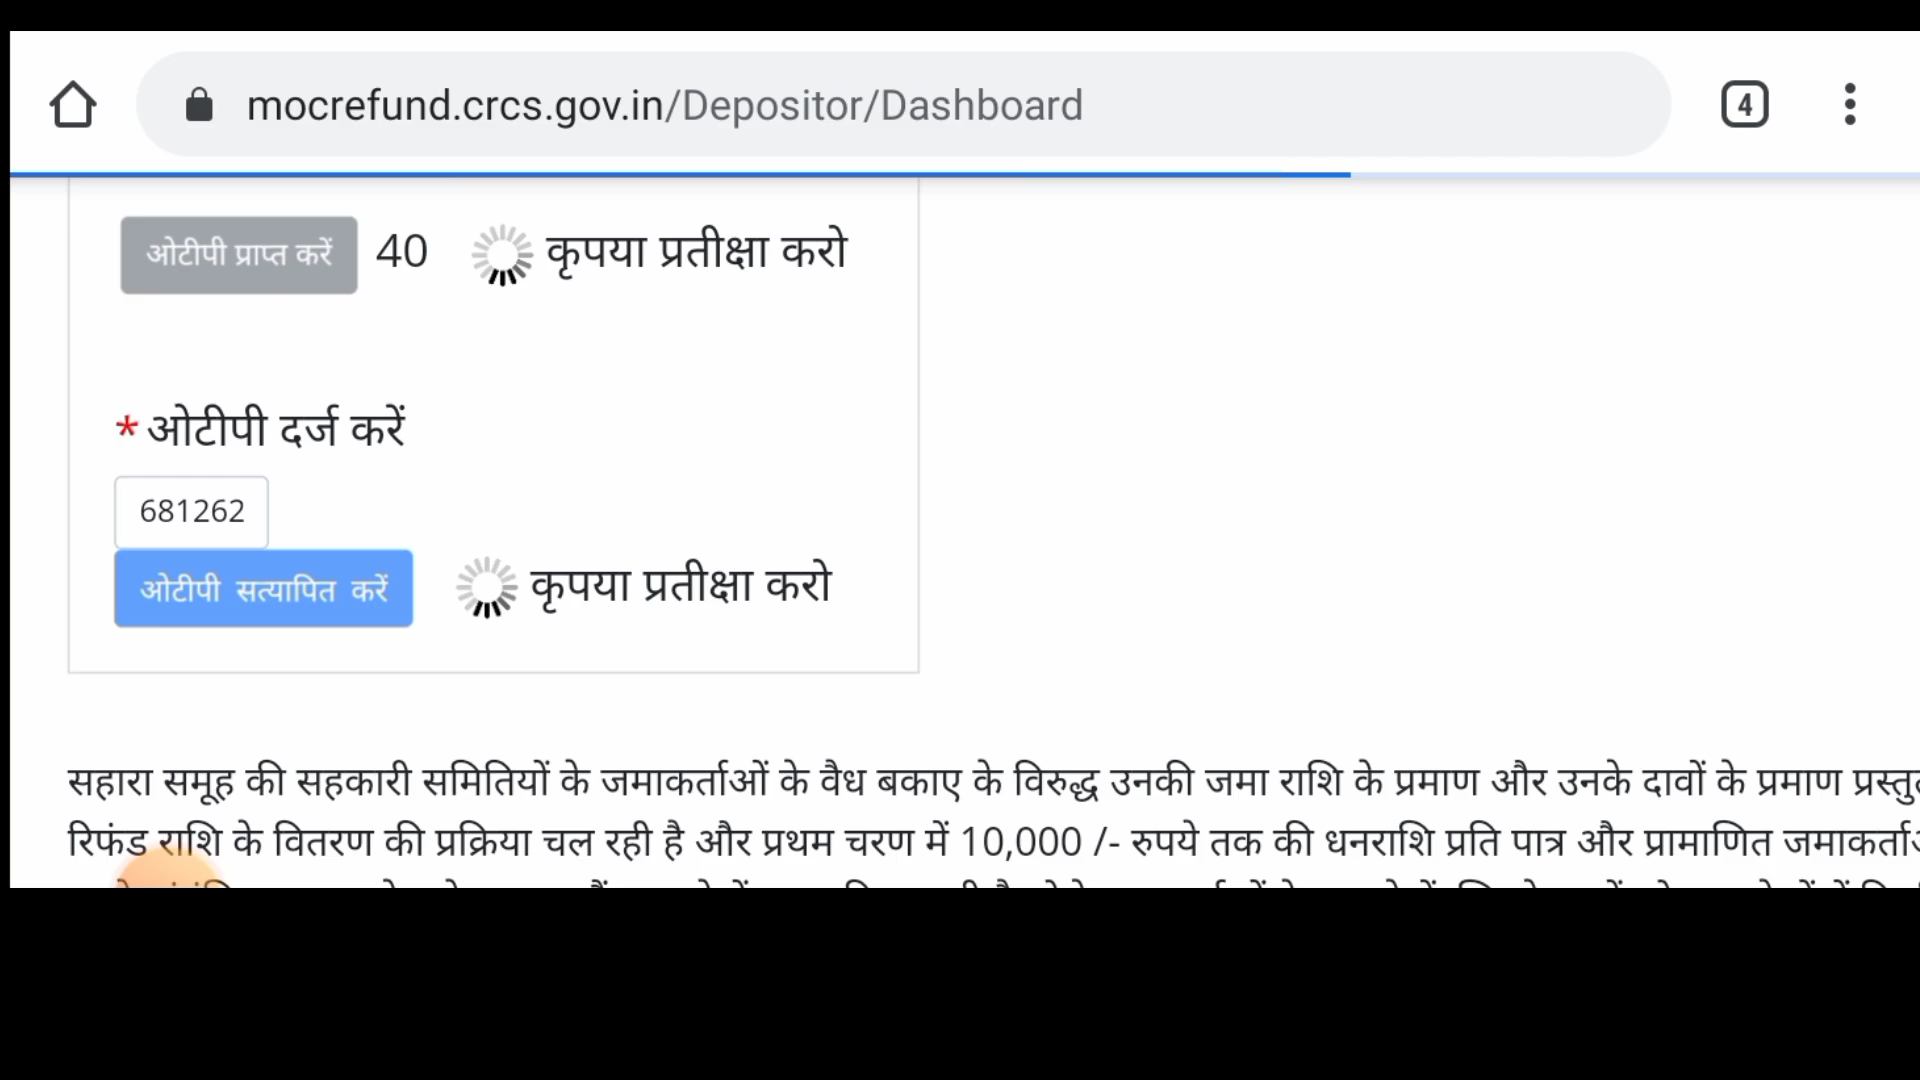 mocrefund.crcs.gov.in/Depositor/Dashboard
4
ओटीपी प्राप्त करें 40 कृपया प्रतीक्षा करो
* ओटीपी दर्ज करें
681262
ओटीपी सत्यापित करें कृपया प्रतीक्षा करो
सहारा समूह की सहकारी समितियों के जमाकर्ताओं के वैध बकाए के विरुद्ध उनकी जमा राशि के प्रमाण और उनके दावों के प्रमाण
रिफंड राशि के वितरण की प्रक्रिया चल रही है और प्रथम चरण में 10,000 /- रुपये तक की धनराशि प्रति पात्र और प्रामाणित